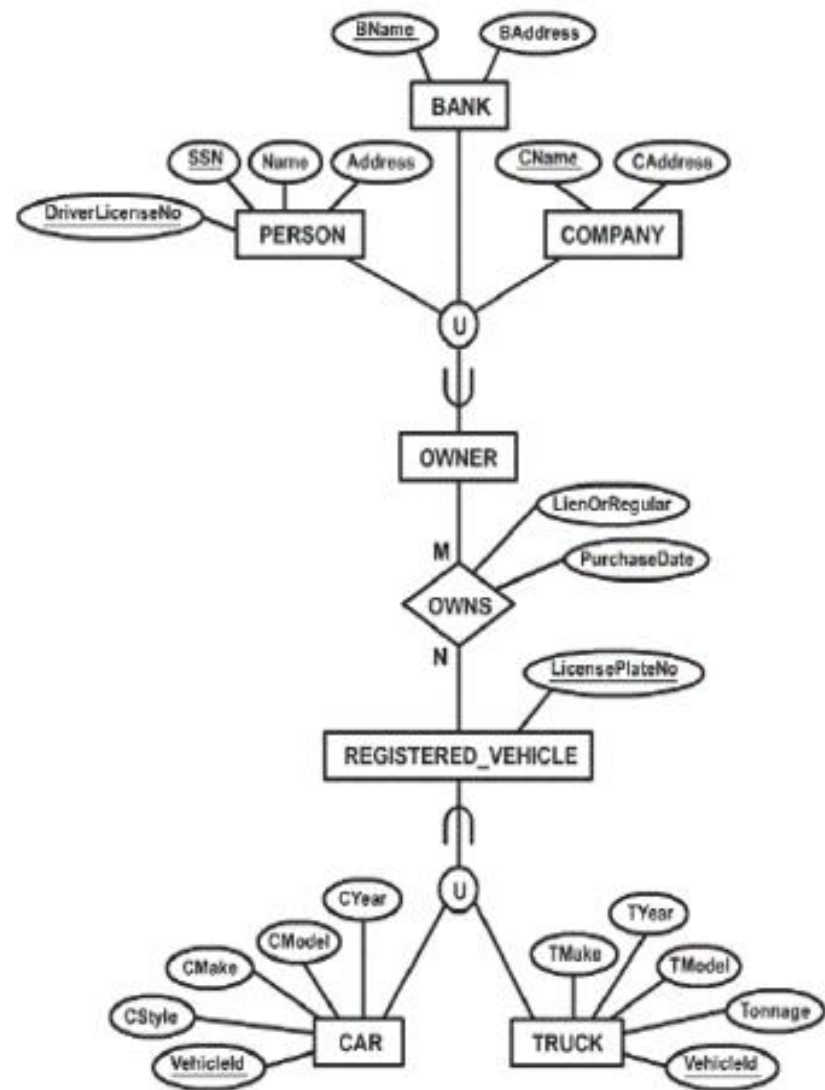 BName
BAddress
BANK
SSN
Name
Address
CName
CAddress
DriverLicenseNo
PERSON
COMPANY
U
OWNER
LienOrRegular
M
PurchaseDate
OWNS
N
LicensePlateNo
REGISTERED_VEHICLE
U
CYear
TYear
CModel
TMake
CMake
TModel
CStyle
Tonnage
CAR
TRUCK
VehicleId
VehicleId